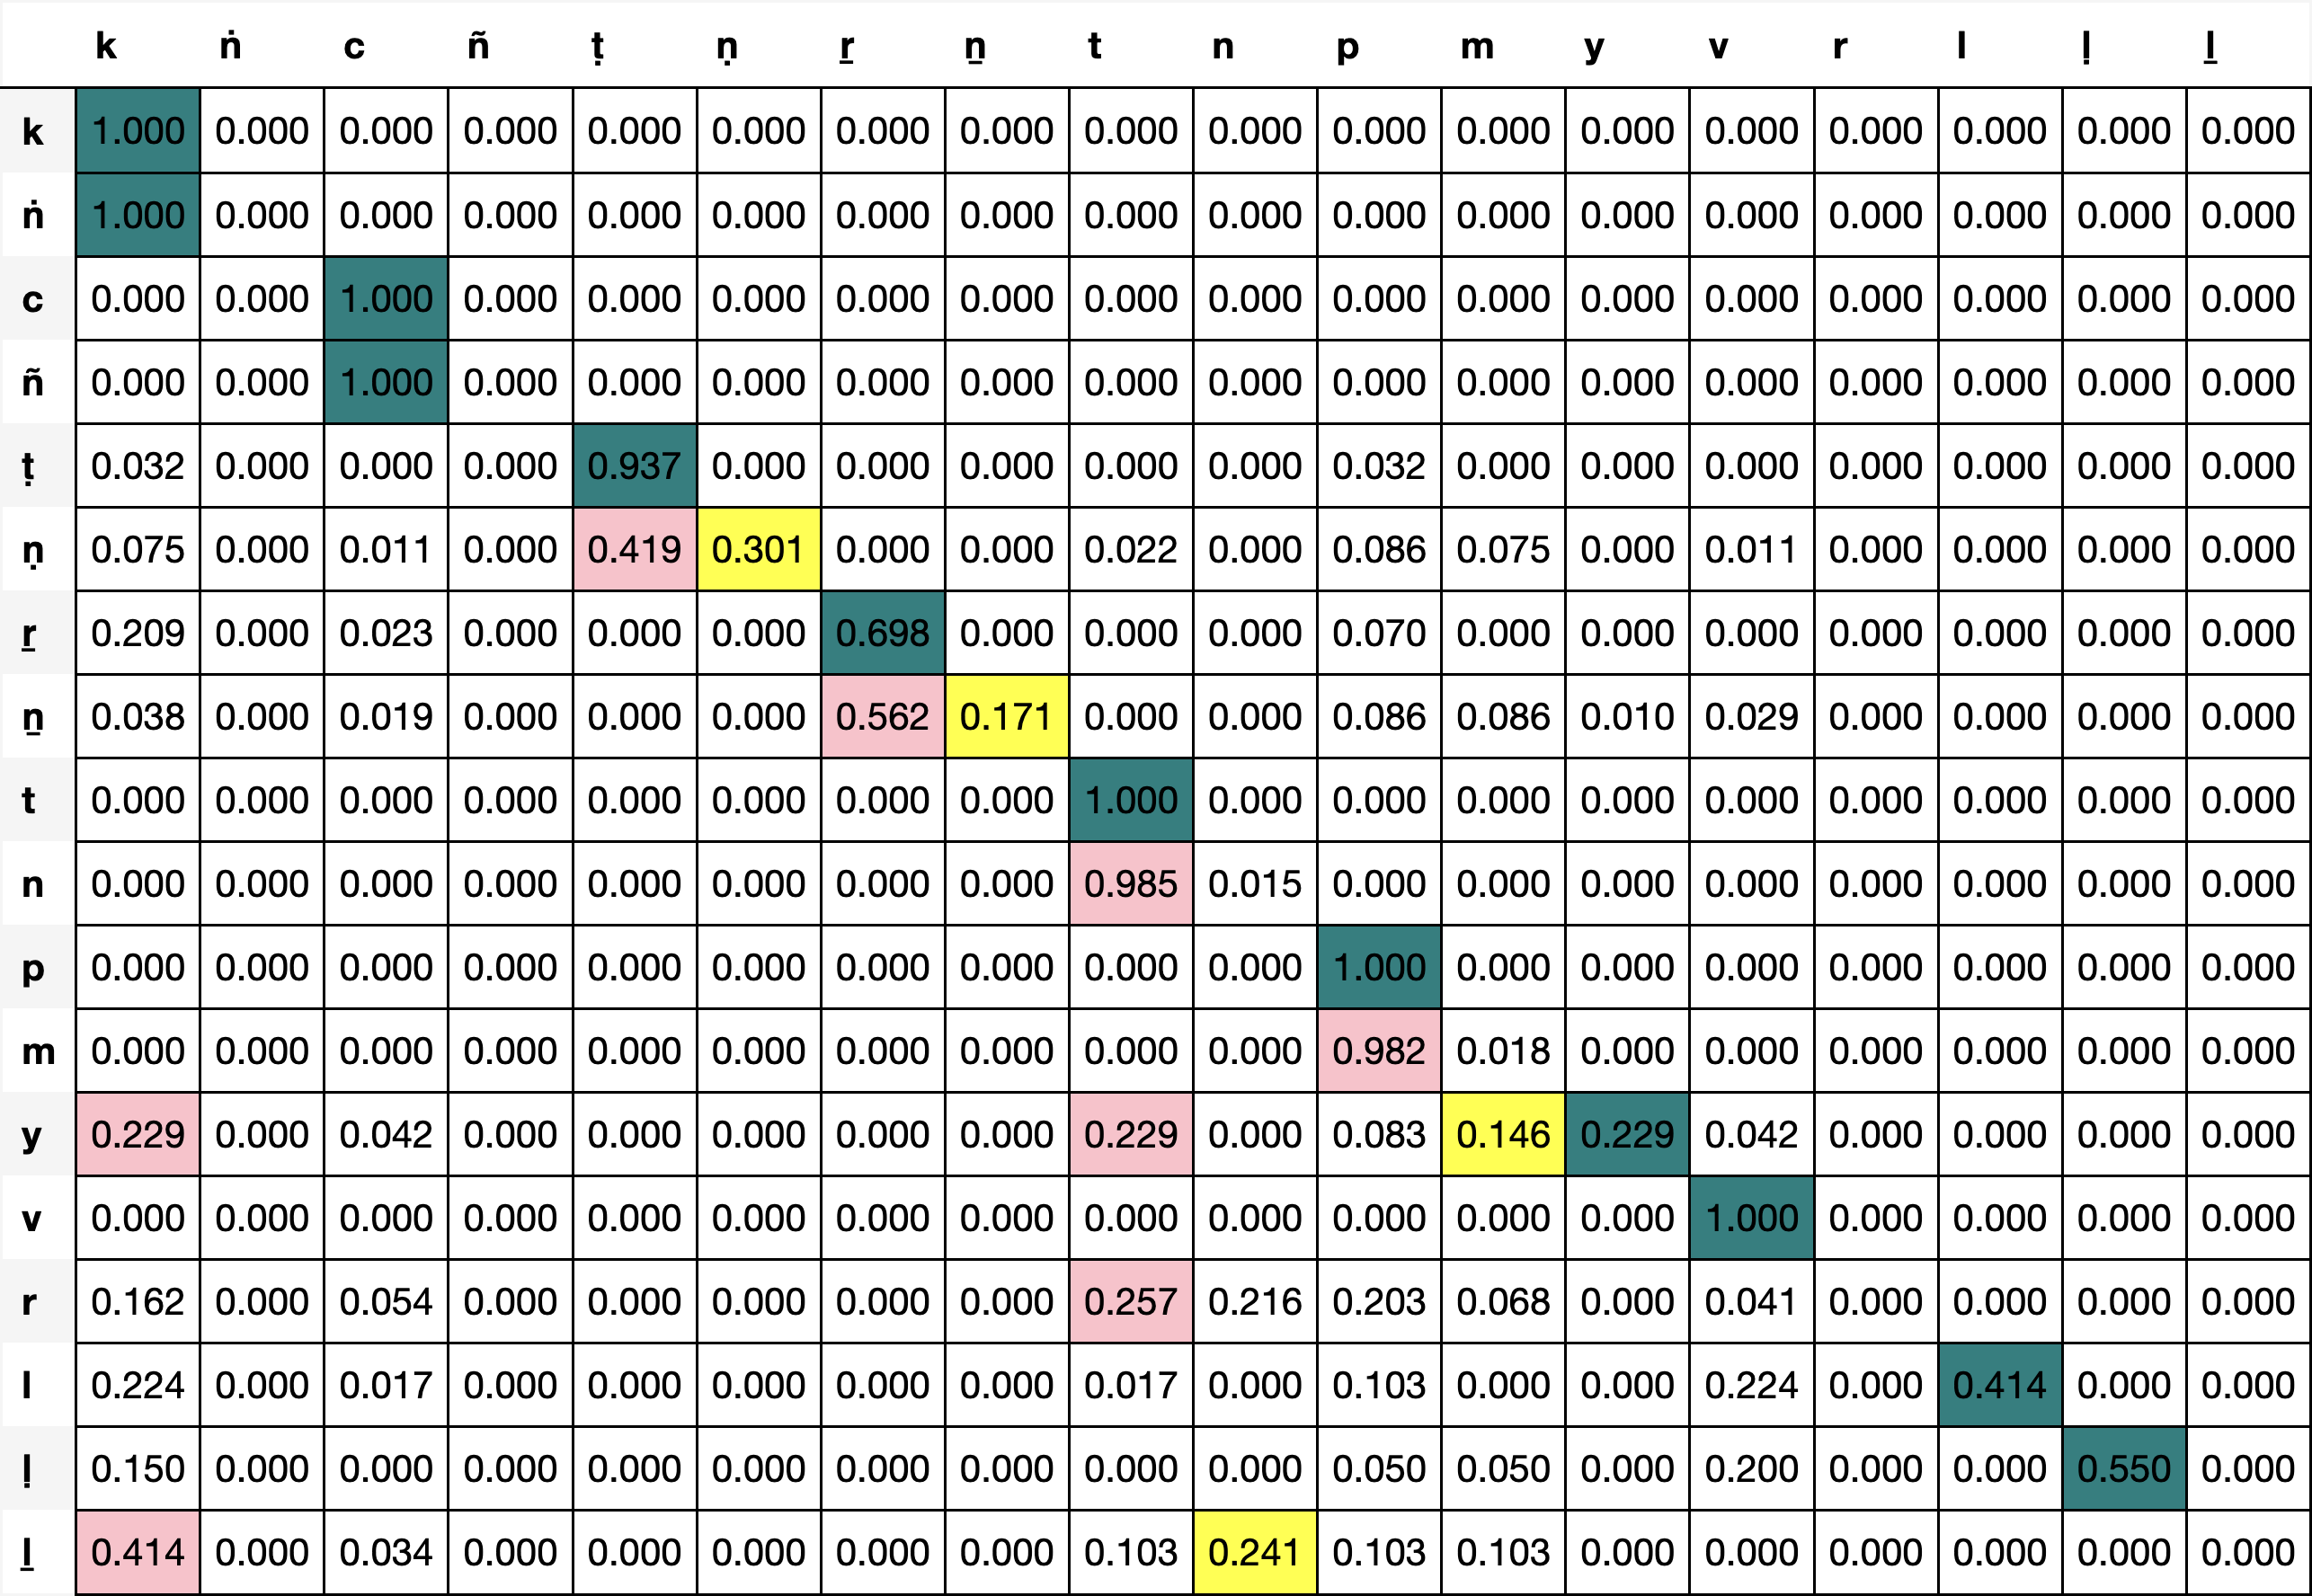 k ṅ c ñ ṭ ṇ ṟ ṉ t n p m y v r l ḷ ḻ
k 1.000 0.000 0.000 0.000 0.000 0.000 0.000 0.000 0.000 0.000 0.000 0.000 0.000 0.000 0.000 0.000 0.000 0.000
ṅ 1.000 0.000 0.000 0.000 0.000 0.000 0.000 0.000 0.000 0.000 0.000 0.000 0.000 0.000 0.000 0.000 0.000 0.000
c 0.000 0.000 1.000 0.000 0.000 0.000 0.000 0.000 0.000 0.000 0.000 0.000 0.000 0.000 0.000 0.000 0.000 0.000
ñ 0.000 0.000 1.000 0.000 0.000 0.000 0.000 0.000 0.000 0.000 0.000 0.000 0.000 0.000 0.000 0.000 0.000 0.000
ṭ 0.032 0.000 0.000 0.000 0.937 0.000 0.000 0.000 0.000 0.000 0.032 0.000 0.000 0.000 0.000 0.000 0.000 0.000
ṇ 0.075 0.000 0.011 0.000 0.419 0.301 0.000 0.000 0.022 0.000 0.086 0.075 0.000 0.011 0.000 0.000 0.000 0.000
ṟ 0.209 0.000 0.023 0.000 0.000 0.000 0.698 0.000 0.000 0.000 0.070 0.000 0.000 0.000 0.000 0.000 0.000 0.000
ṉ 0.038 0.000 0.019 0.000 0.000 0.000 0.562 0.171 0.000 0.000 0.086 0.086 0.010 0.029 0.000 0.000 0.000 0.000
t 0.000 0.000 0.000 0.000 0.000 0.000 0.000 0.000 1.000 0.000 0.000 0.000 0.000 0.000 0.000 0.000 0.000 0.000
n 0.000 0.000 0.000 0.000 0.000 0.000 0.000 0.000 0.985 0.015 0.000 0.000 0.000 0.000 0.000 0.000 0.000 0.000
p 0.000 0.000 0.000 0.000 0.000 0.000 0.000 0.000 0.000 0.000 1.000 0.000 0.000 0.000 0.000 0.000 0.000 0.000
m 0.000 0.000 0.000 0.000 0.000 0.000 0.000 0.000 0.000 0.000 0.982 0.018 0.000 0.000 0.000 0.000 0.000 0.000
y 0.229 0.000 0.042 0.000 0.000 0.000 0.000 0.000 0.229 0.000 0.083 0.146 0.229 0.042 0.000 0.000 0.000 0.000
v 0.000 0.000 0.000 0.000 0.000 0.000 0.000 0.000 0.000 0.000 0.000 0.000 0.000 1.000 0.000 0.000 0.000 0.000
r 0.162 0.000 0.054 0.000 0.000 0.000 0.000 0.000 0.257 0.216 0.203 0.068 0.000 0.041 0.000 0.000 0.000 0.000
l 0.224 0.000 0.017 0.000 0.000 0.000 0.000 0.000 0.017 0.000 0.103 0.000 0.000 0.224 0.000 0.414 0.000 0.000
ḷ 0.150 0.000 0.000 0.000 0.000 0.000 0.000 0.000 0.000 0.000 0.050 0.050 0.000 0.200 0.000 0.000 0.550 0.000
ḻ 0.414 0.000 0.034 0.000 0.000 0.000 0.000 0.000 0.103 0.241 0.103 0.103 0.000 0.000 0.000 0.000 0.000 0.000